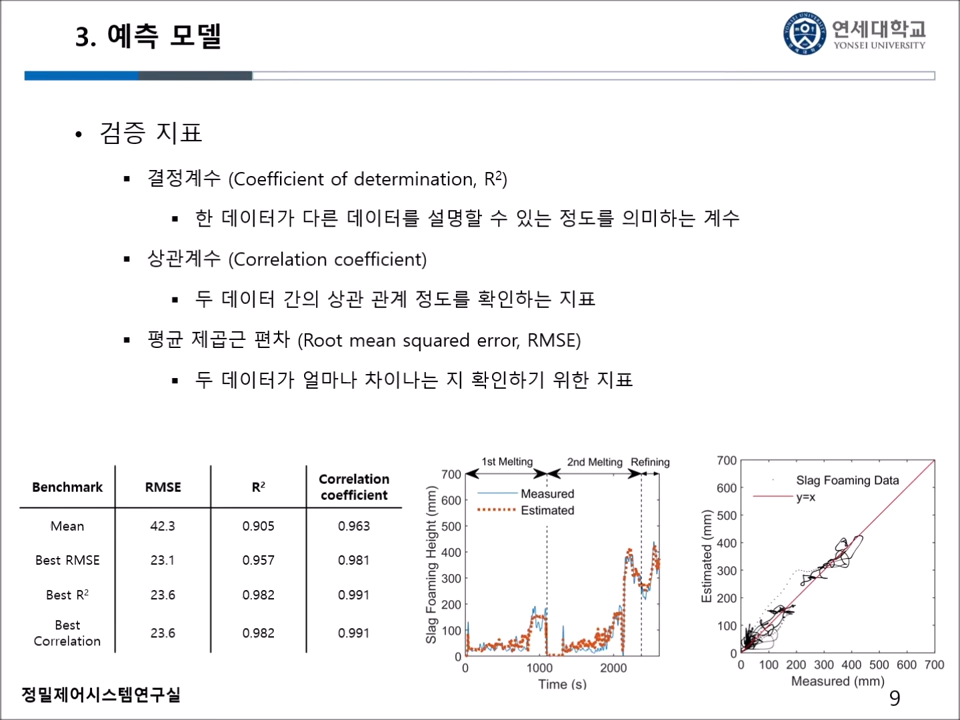 3. 예측 모델
연세대학교
YONSEI UNIVERSITY
• 검증 지표
▪ 결정계수 (Coefficient of determination, R²)
▪ 한 데이터가 다른 데이터를 설명할 수 있는 정도를 의미하는 계수
▪ 상관계수 (Correlation coefficient)
▪ 두 데이터 간의 상관 관계 정도를 확인하는 지표
▪ 평균 제곱근 편차 (Root mean squared error, RMSE)
▪ 두 데이터가 얼마나 차이나는 지 확인하기 위한 지표
Benchmark RMSE R² Correlation coefficient
Mean 42.3 0.905 0.963
Best RMSE 23.1 0.957 0.981
Best R² 23.6 0.982 0.991
Best Correlation 23.6 0.982 0.991
1st Melting 2nd Melting Refining
Measured
Estimated
Slag Foaming Height (mm)
700
600
500
400
300
200
100
0
0 1000 2000
Time (s)
Slag Foaming Data
y=x
Estimated (mm)
700
600
500
400
300
200
100
0
0 100 200 300 400 500 600 700
Measured (mm)
정밀제어시스템연구실
9